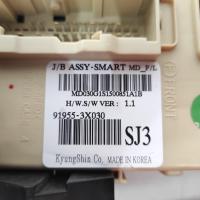 J/B ASSY-SMART MD_F/L
MD030G1S1500851A1B
H/W.S/W VER : 1.1
91955-3X030
SJ3
KyungShin Co. MADE IN KOREA
FRONT